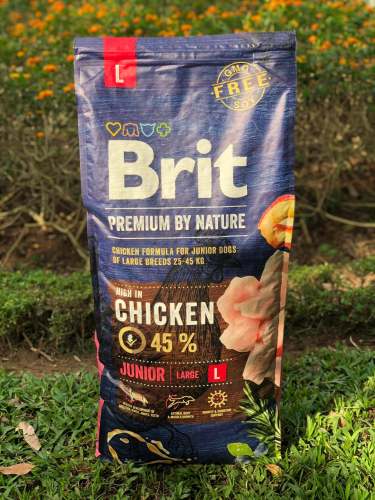 L
GMO &
FREE
SOY
Brit
PREMIUM BY NATURE
CHICKEN FORMULA FOR JUNIOR DOGS
OF LARGE BREEDS 25-45 KG
HIGH IN
CHICKEN
45 %
JUNIOR LARGE L